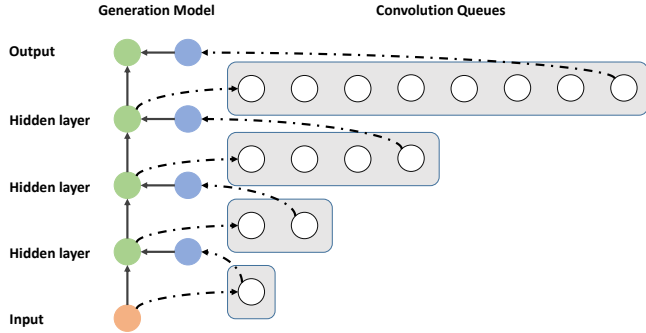 Generation Model
Convolution Queues
Output
Hidden layer
Hidden layer
Hidden layer
Input